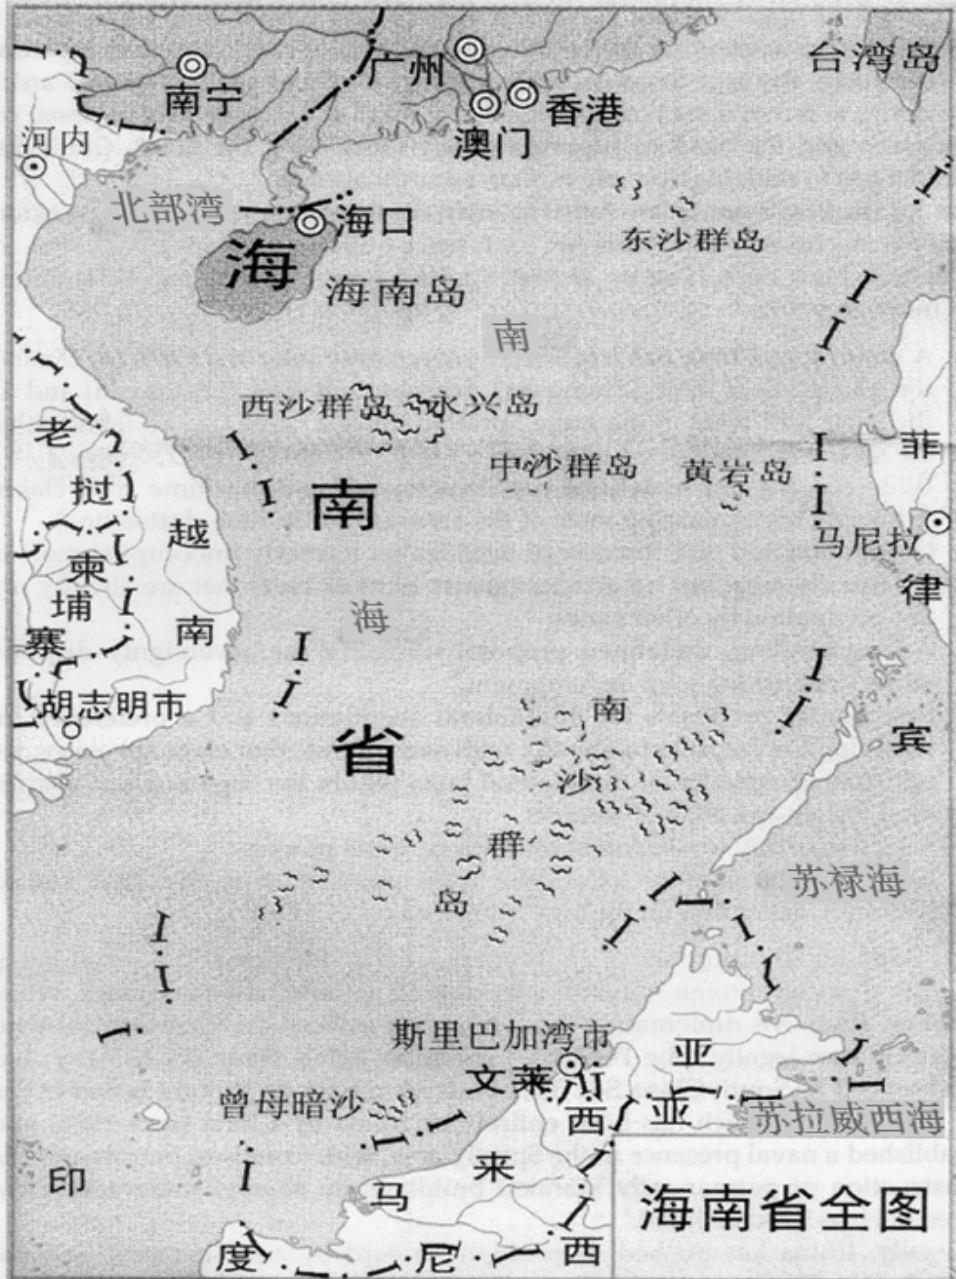 台湾岛
广州
南宁
香港
澳门
河内
北部湾
海口
东沙群岛
海
海南岛
南
西沙群岛
永兴岛
中沙群岛
黄岩岛
菲
老
挝
南
越
马尼拉
柬
埔
寨
律
海
南
胡志明市
南
省
宾
沙
群
苏禄海
岛
斯里巴加湾市
亚
文莱
曾母暗沙
西
亚
苏拉威西海
印
来
马
海南省全图
度
尼
西